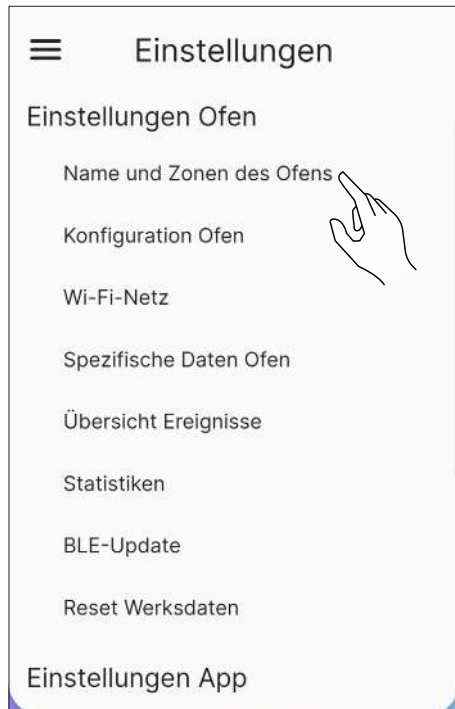 Einstellungen
Einstellungen Ofen
Name und Zonen des Ofens
Konfiguration Ofen
Wi-Fi-Netz
Spezifische Daten Ofen
Übersicht Ereignisse
Statistiken
BLE-Update
Reset Werksdaten
Einstellungen App